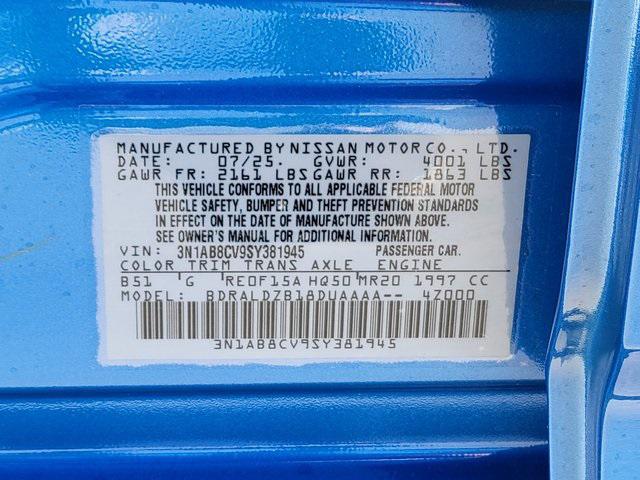 MANUFACTURED BY NISSAN MOTOR CO., LTD.
DATE: 07/25. GVWR: 4001 LBS
GAWR FR: 2161 LBS GAWR RR: 1863 LBS
THIS VEHICLE CONFORMS TO ALL APPLICABLE FEDERAL MOTOR
VEHICLE SAFETY, BUMPER AND THEFT PREVENTION STANDARDS
IN EFFECT ON THE DATE OF MANUFACTURE SHOWN ABOVE.
SEE OWNER'S MANUAL FOR ADDITIONAL INFORMATION.
VIN: 3N1AB8CV9SY381945 PASSENGER CAR.
COLOR TRIM TRANS AXLE ENGINE
B51 G RE0F15A HQ50 MR20 1997 CC
MODEL: BDRALDZB18DUAAAA-- 4Z000
3N1AB8CV9SY381945